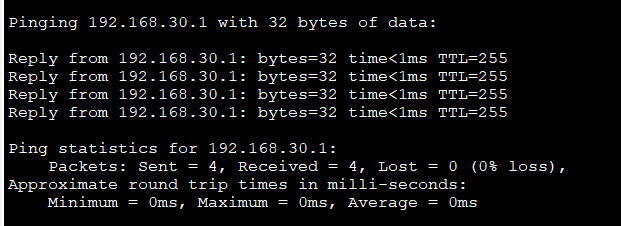 Pinging 192.168.30.1 with 32 bytes of data:
Reply from 192.168.30.1: bytes=32 time<1ms TTL=255
Reply from 192.168.30.1: bytes=32 time<1ms TTL=255
Reply from 192.168.30.1: bytes=32 time<1ms TTL=255
Reply from 192.168.30.1: bytes=32 time<1ms TTL=255
Ping statistics for 192.168.30.1:
Packets: Sent = 4, Received = 4, Lost = 0 (0% loss),
Approximate round trip times in milli-seconds:
Minimum = 0ms, Maximum = 0ms, Average = 0ms